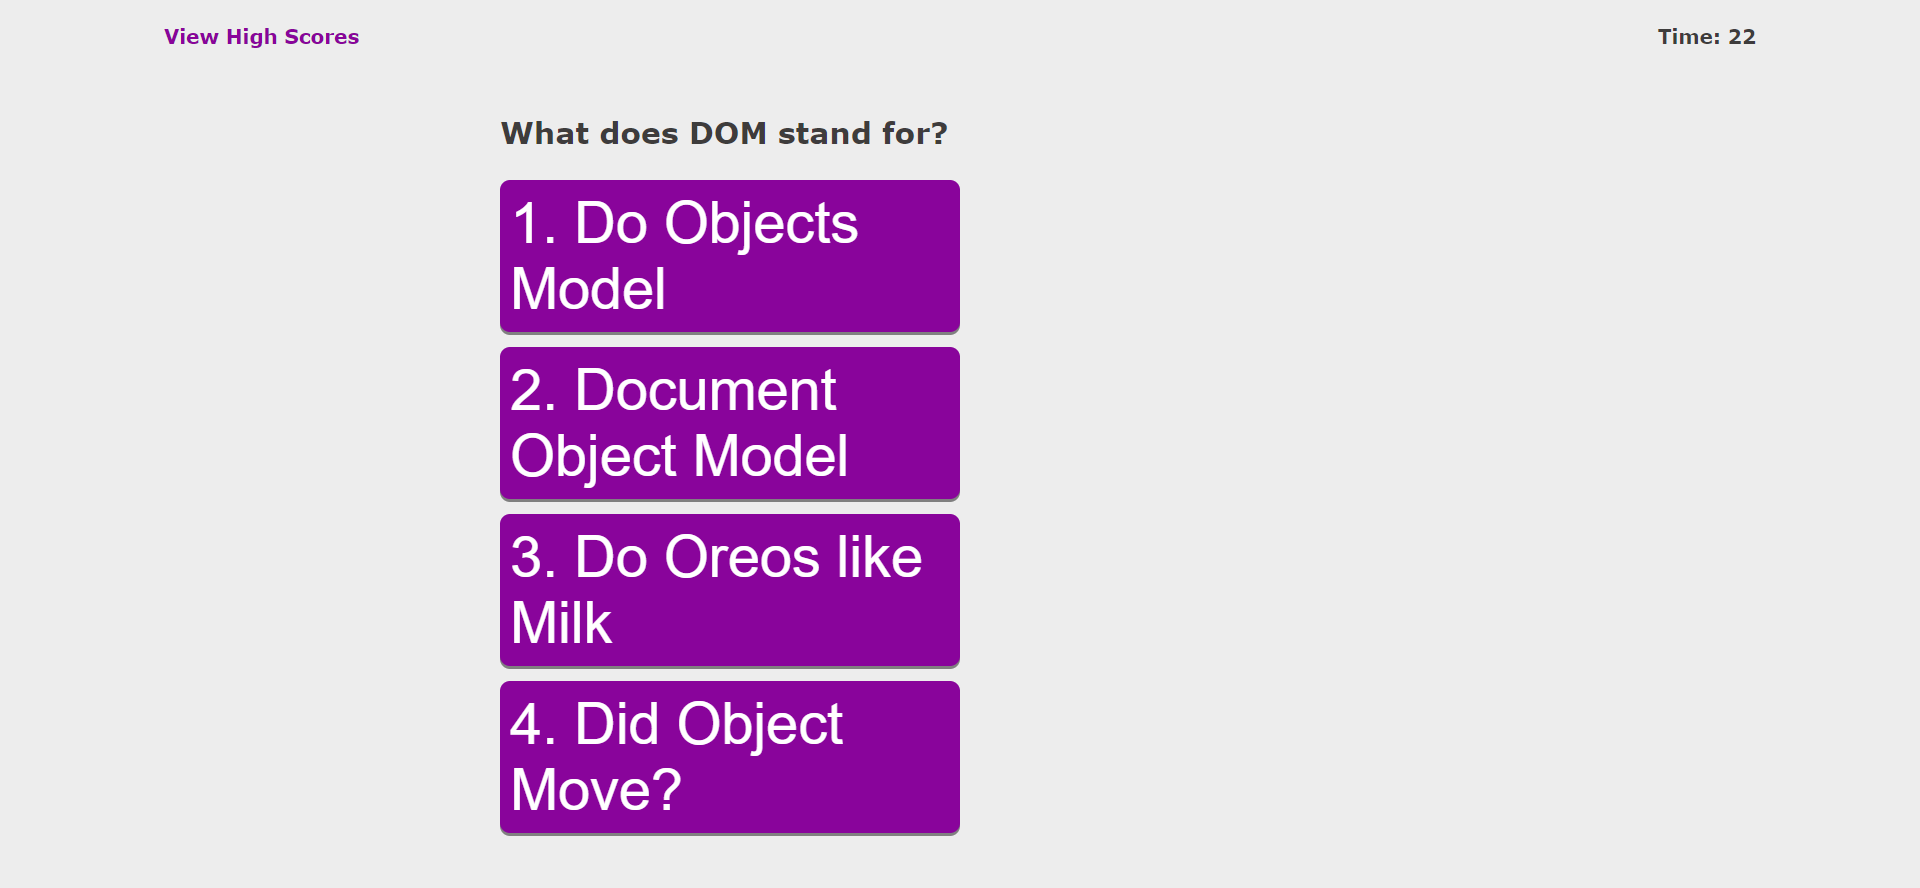 View High Scores
Time: 22
What does DOM stand for?
1. Do Objects
Model
2. Document
Object Model
3. Do Oreos like
Milk
4. Did Object
Move?